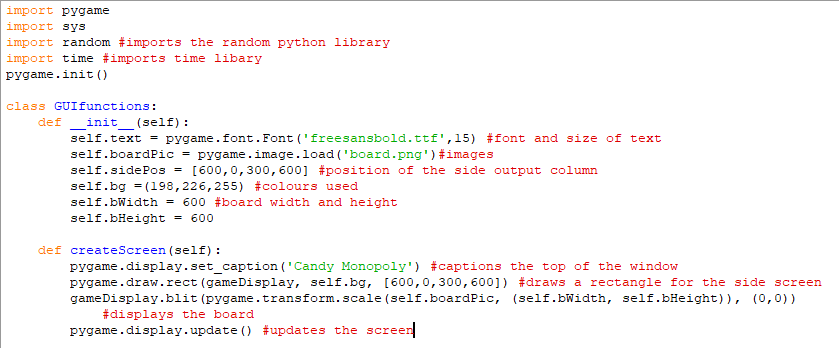 import pygame
import sys
import random #imports the random python library
import time #imports time libary
pygame.init()

class GUIfunctions:
    def __init__(self):
        self.text = pygame.font.Font('freesansbold.ttf',15) #font and size of text
        self.boardPic = pygame.image.load('board.png')#images
        self.sidePos = [600,0,300,600] #position of the side output column
        self.bg =(198,226,255) #colours used
        self.bWidth = 600 #board width and height
        self.bHeight = 600

    def createScreen(self):
        pygame.display.set_caption('Candy Monopoly') #captions the top of the window
        pygame.draw.rect(gameDisplay, self.bg, [600,0,300,600]) #draws a rectangle for the side screen
        gameDisplay.blit(pygame.transform.scale(self.boardPic, (self.bWidth, self.bHeight)), (0,0))
            #displays the board
        pygame.display.update() #updates the screen